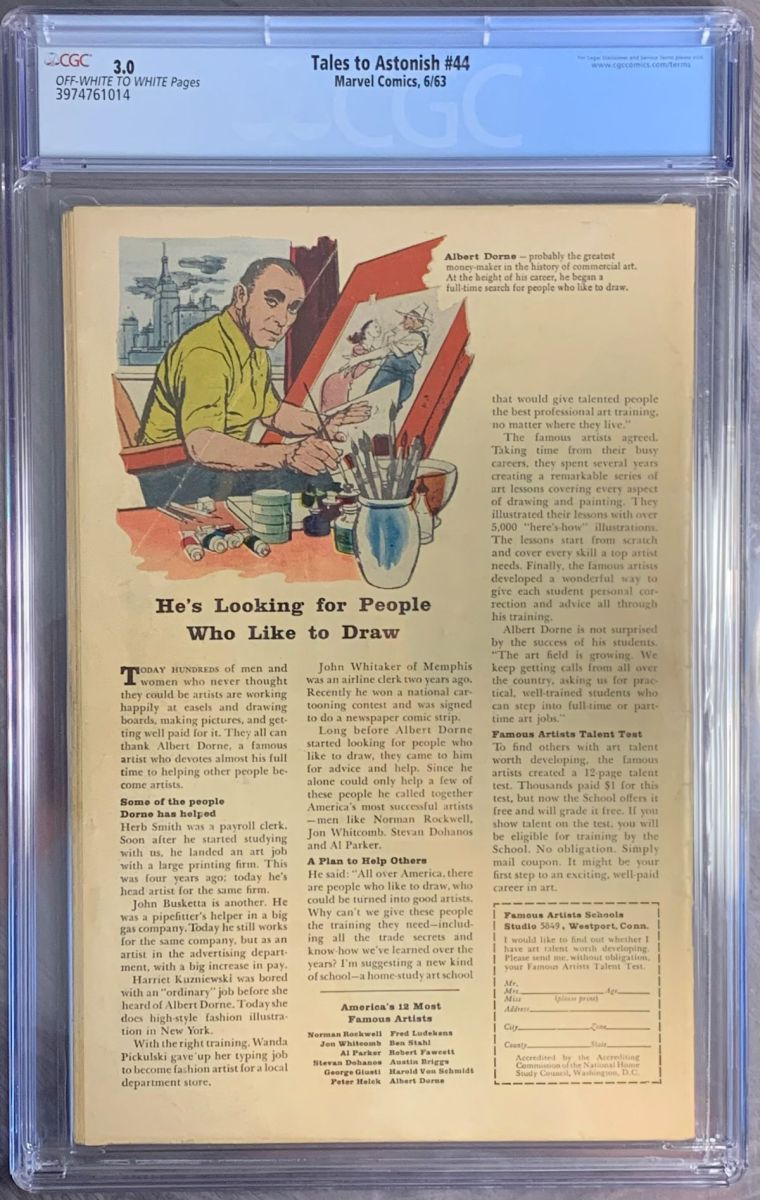 CGC 3.0
OFF-WHITE TO WHITE Pages
3974761014
Tales to Astonish #44
Marvel Comics, 6/63
www.cgccomics.com/terms
CGC
Albert Dorne — probably the greatest
money-maker in the history of commercial art.
At the height of his career, he began a
full-time search for people who like to draw.
He's Looking for People
Who Like to Draw
TODAY HUNDREDS of men and
women who never thought
they could be artists are working
happily at easels and drawing
boards, making pictures, and get-
ting well paid for it. They all can
thank Albert Dorne, a famous
artist who devotes almost his full
time to helping other people be-
come artists.
Some of the people
Dorne has helped
Herb Smith was a payroll clerk.
Soon after he started studying
with us, he landed an art job
with a large printing firm. This
was four years ago; today he's
head artist for the same firm.
John Busketta is another. He
was a pipefitter's helper in a big
gas company. Today he still works
for the same company, but as an
artist in the advertising depart-
ment, with a big increase in pay.
Harriet Kuzniewski was bored
with an "ordinary" job before she
heard of Albert Dorne. Today she
does high-style fashion illustra-
tion in New York.
With the right training, Wanda
Pickulski gave up her typing job
to become fashion artist for a local
department store.
John Whitaker of Memphis
was an airline clerk two years ago.
Recently he won a national car-
tooning contest and was signed
to do a newspaper comic strip.
Long before Albert Dorne
started looking for people who
like to draw, they came to him
for advice and help. Since he
alone could only help a few of
these people he called together
America's most successful artists
—men like Norman Rockwell,
Jon Whitcomb, Stevan Dohanos
and Al Parker.
A Plan to Help Others
He said: "All over America, there
are people who like to draw, who
could be turned into good artists.
Why can't we give these people
the training they need—includ-
ing all the trade secrets and
know-how we've learned over the
years? I'm suggesting a new kind
of school—a home-study art school
America's 12 Most
Famous Artists
Norman Rockwell Fred Ludekens
Jon Whitcomb Ben Stahl
Al Parker Robert Fawcett
Stevan Dohanos Austin Briggs
George Giusti Harold Von Schmidt
Peter Helck Albert Dorne
that would give talented people
the best professional art training,
no matter where they live."
The famous artists agreed.
Taking time from their busy
careers, they spent several years
creating a remarkable series of
art lessons covering every aspect
of drawing and painting. They
illustrated their lessons with over
5,000 "here's-how" illustrations.
The lessons start from scratch
and cover every skill a top artist
needs. Finally, the famous artists
developed a wonderful way to
give each student personal cor-
rection and advice all through
his training.
Albert Dorne is not surprised
by the success of his students.
"The art field is growing. We
keep getting calls from all over
the country, asking us for prac-
tical, well-trained students who
can step into full-time or part-
time art jobs."
Famous Artists Talent Test
To find others with art talent
worth developing, the famous
artists created a 12-page talent
test. Thousands paid $1 for this
test, but now the School offers it
free and will grade it free. If you
show talent on the test, you will
be eligible for training by the
School. No obligation. Simply
mail coupon. It might be your
first step to an exciting, well-paid
career in art.
Famous Artists Schools
Studio 5849, Westport, Conn.
I would like to find out whether I
have art talent worth developing.
Please send me, without obligation,
your Famous Artists Talent Test.
Mr.
Mrs. Age
Miss (please print)
Address
City Zone
County State
Accredited by the Accrediting
Commission of the National Home
Study Council, Washington, D.C.